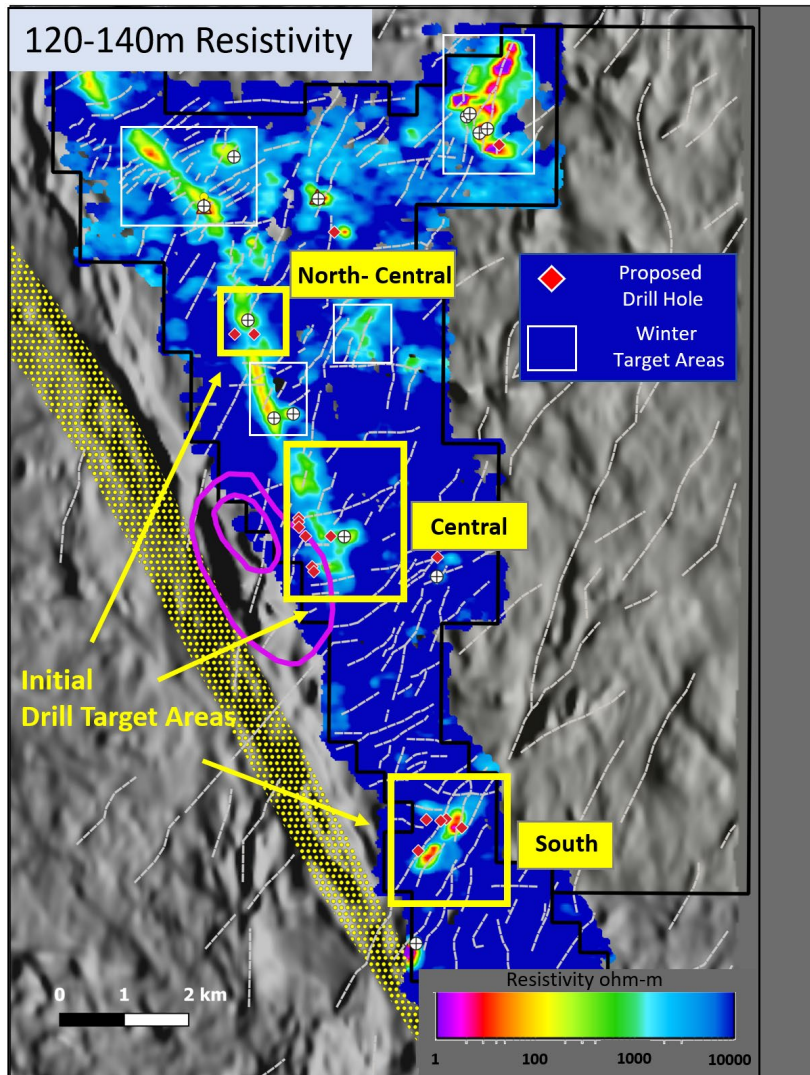 120-140m Resistivity
North- Central
Proposed
Drill Hole
Winter
Target Areas
Central
Initial
Drill Target Areas
South
0 1 2 km
Resistivity ohm-m
1 100 1000 10000